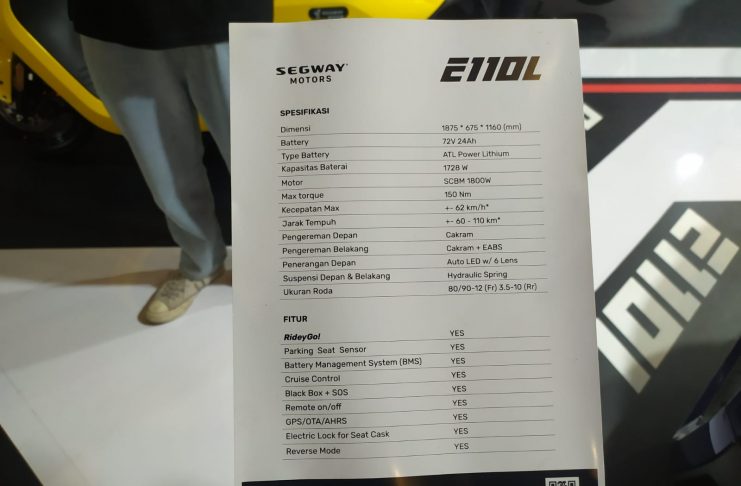 SEGWAY
MOTORS
E110L
SPESIFIKASI
Dimensi 1875 * 675 * 1160 (mm)
Battery 72V 24Ah
Type Battery ATL Power Lithium
Kapasitas Baterai 1728 W
Motor SCBM 1800W
Max torque 150 Nm
Kecepatan Max +- 62 km/h*
Jarak Tempuh +- 60 - 110 km*
Pengereman Depan Cakram
Pengereman Belakang Cakram + EABS
Penerangan Depan Auto LED w/ 6 Lens
Suspensi Depan & Belakang Hydraulic Spring
Ukuran Roda 80/90-12 (Fr) 3.5-10 (Rr)
FITUR
RideyGo! YES
Parking Seat Sensor YES
Battery Management System (BMS) YES
Cruise Control YES
Black Box + SOS YES
Remote on/off YES
GPS/OTA/AHRS YES
Electric Lock for Seat Cask YES
Reverse Mode YES
E110L